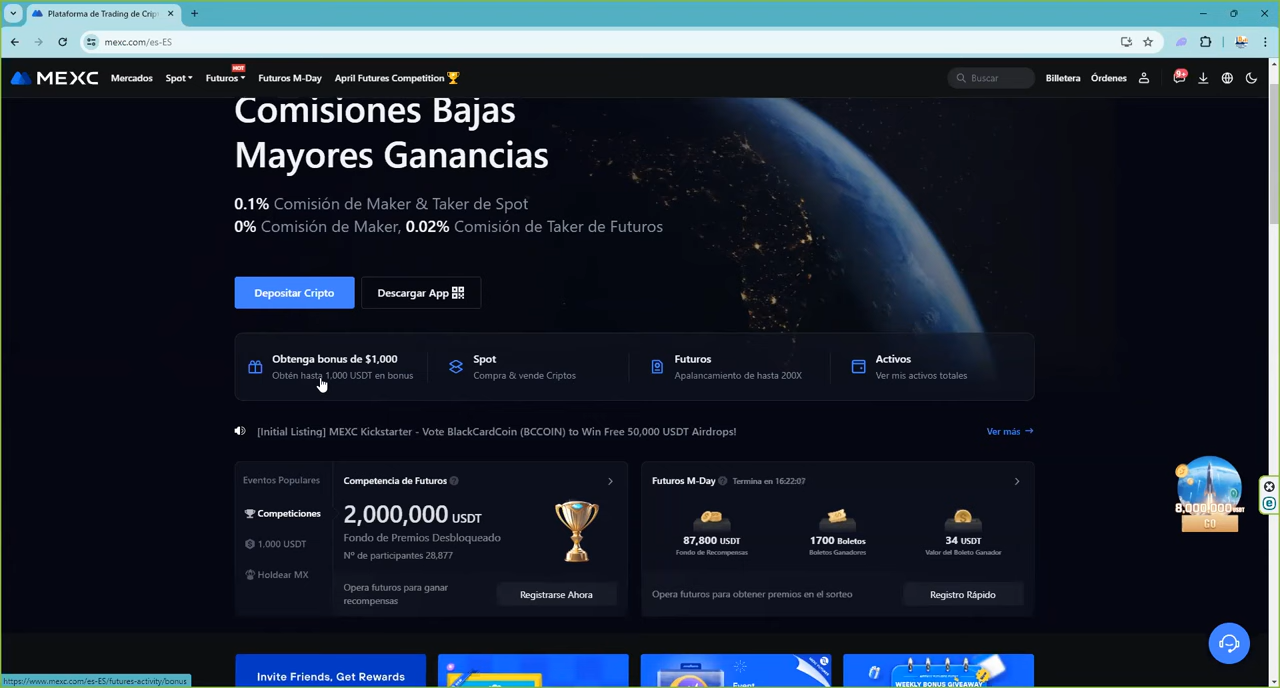 Plataforma de Trading de Crip
mexc.com/es-ES
MEXC
Mercados
Spot
Futuros
HOT
Futuros M-Day
April Futures Competition
Buscar
Billetera
Órdenes
9+
Comisiones Bajas
Mayores Ganancias
0.1% Comisión de Maker & Taker de Spot
0% Comisión de Maker, 0.02% Comisión de Taker de Futuros
Depositar Cripto
Descargar App
Obtenga bonus de $1,000
Obtén hasta 1,000 USDT en bonus
Spot
Compra & vende Criptos
Futuros
Apalancamiento de hasta 200X
Activos
Ver mis activos totales
[Initial Listing] MEXC Kickstarter - Vote BlackCardCoin (BCCOIN) to Win Free 50,000 USDT Airdrops!
Ver más →
Eventos Populares
Competiciones
1,000 USDT
Holdear MX
Competencia de Futuros
2,000,000 USDT
Fondo de Premios Desbloqueado
Nº de participantes 28,877
Opera futuros para ganar
recompensas
Registrarse Ahora
Futuros M-Day
Termina en 16:22:07
87,800 USDT
Fondo de Recompensas
1700 Boletos
Boletos Ganadores
34 USDT
Valor del Boleto Ganador
Opera futuros para obtener premios en el sorteo
Registro Rápido
8,000,000 USDT
GO
Invite Friends, Get Rewards
Event
WEEKLY BONUS GIVEAWAY
https://www.mexc.com/es-ES/futures-activity/bonus